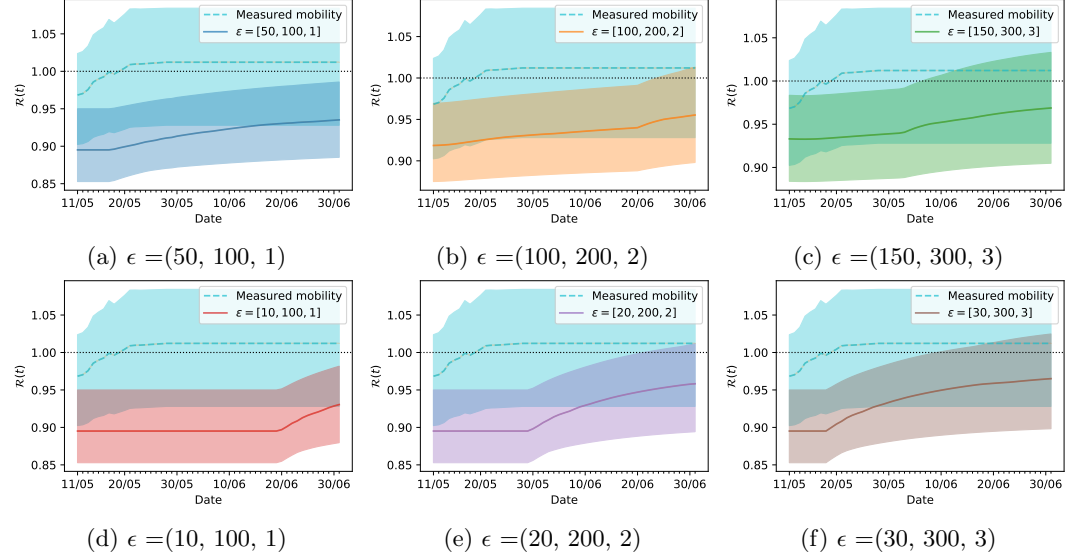 1.05
1.00
0.95
0.90
0.85
R(t)
11/05 20/05 30/05 10/06 20/06 30/06
Date
Measured mobility
ε = [50, 100, 1]
(a) ϵ =(50, 100, 1)
1.05
1.00
0.95
0.90
R(t)
11/05 20/05 30/05 10/06 20/06 30/06
Date
Measured mobility
ε = [100, 200, 2]
(b) ϵ =(100, 200, 2)
1.05
1.00
0.95
0.90
R(t)
11/05 20/05 30/05 10/06 20/06 30/06
Date
Measured mobility
ε = [150, 300, 3]
(c) ϵ =(150, 300, 3)
1.05
1.00
0.95
0.90
0.85
R(t)
11/05 20/05 30/05 10/06 20/06 30/06
Date
Measured mobility
ε = [10, 100, 1]
(d) ϵ =(10, 100, 1)
1.05
1.00
0.95
0.90
0.85
R(t)
11/05 20/05 30/05 10/06 20/06 30/06
Date
Measured mobility
ε = [20, 200, 2]
(e) ϵ =(20, 200, 2)
1.05
1.00
0.95
0.90
0.85
R(t)
11/05 20/05 30/05 10/06 20/06 30/06
Date
Measured mobility
ε = [30, 300, 3]
(f) ϵ =(30, 300, 3)